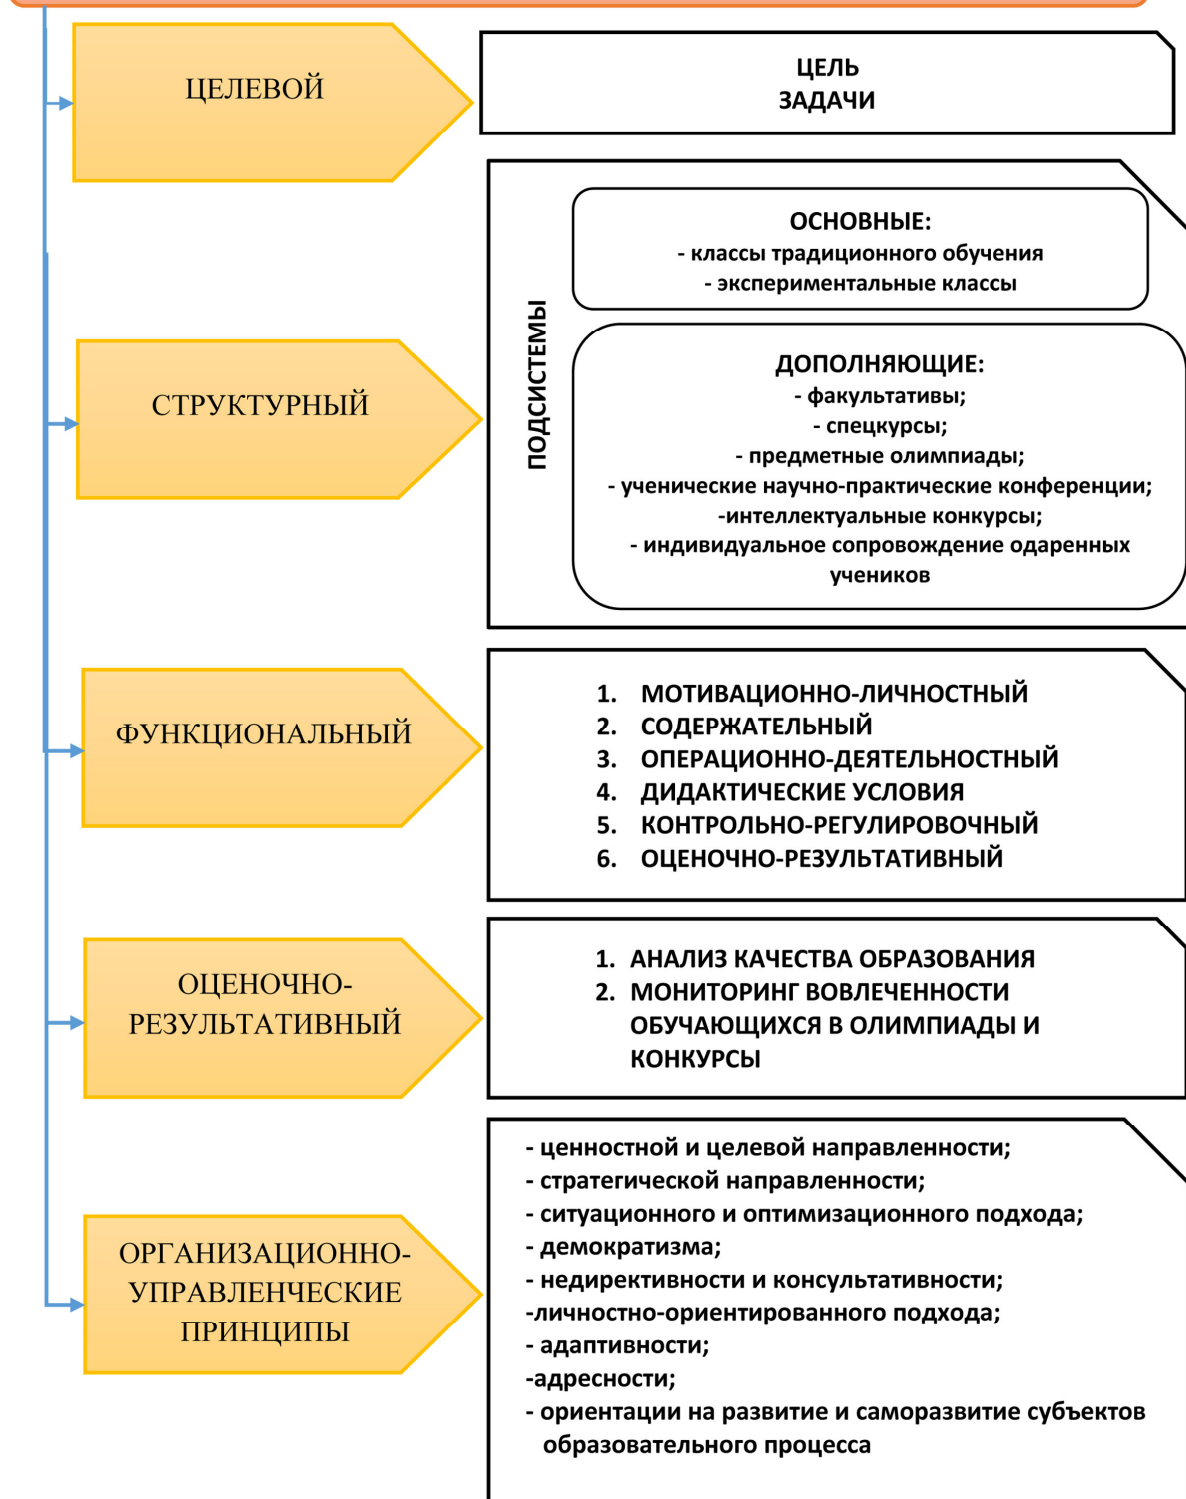 ЦЕЛЕВОЙ
ЦЕЛЬ
ЗАДАЧИ
СТРУКТУРНЫЙ
ПОДСИСТЕМЫ
ОСНОВНЫЕ:
- классы традиционного обучения
- экспериментальные классы
ДОПОЛНЯЮЩИЕ:
- факультативы;
- спецкурсы;
- предметные олимпиады;
- ученические научно-практические конференции;
-интеллектуальные конкурсы;
- индивидуальное сопровождение одаренных
учеников
ФУНКЦИОНАЛЬНЫЙ
1. МОТИВАЦИОННО-ЛИЧНОСТНЫЙ
2. СОДЕРЖАТЕЛЬНЫЙ
3. ОПЕРАЦИОННО-ДЕЯТЕЛЬНОСТНЫЙ
4. ДИДАКТИЧЕСКИЕ УСЛОВИЯ
5. КОНТРОЛЬНО-РЕГУЛИРОВОЧНЫЙ
6. ОЦЕНОЧНО-РЕЗУЛЬТАТИВНЫЙ
ОЦЕНОЧНО-
РЕЗУЛЬТАТИВНЫЙ
1. АНАЛИЗ КАЧЕСТВА ОБРАЗОВАНИЯ
2. МОНИТОРИНГ ВОВЛЕЧЕННОСТИ
ОБУЧАЮЩИХСЯ В ОЛИМПИАДЫ И
КОНКУРСЫ
ОРГАНИЗАЦИОННО-
УПРАВЛЕНЧЕСКИЕ
ПРИНЦИПЫ
- ценностной и целевой направленности;
- стратегической направленности;
- ситуационного и оптимизационного подхода;
- демократизма;
- недирективности и консультативности;
-личностно-ориентированного подхода;
- адаптивности;
-адресности;
- ориентации на развитие и саморазвитие субъектов
образовательного процесса